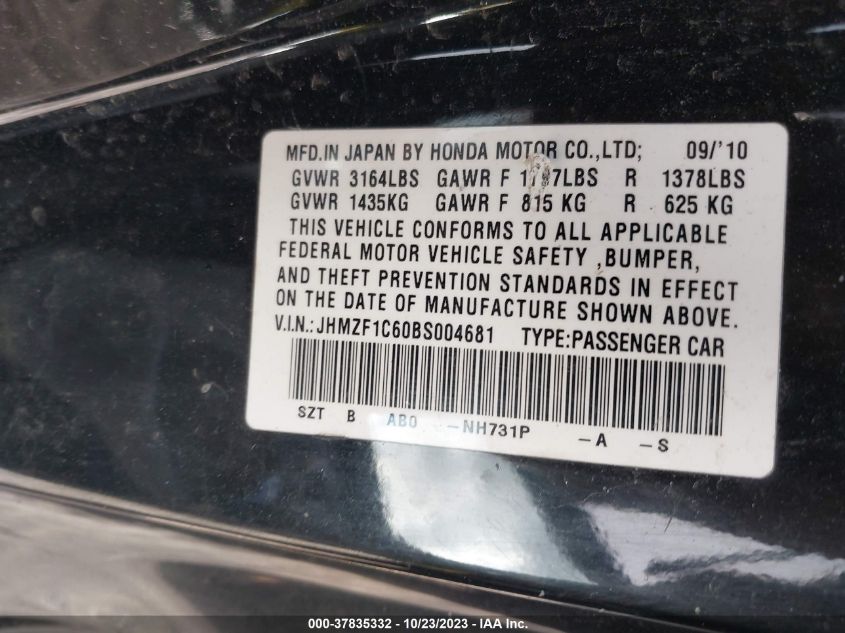 MFD.IN JAPAN BY HONDA MOTOR CO.,LTD; 09/'10
GVWR 3164LBS GAWR F LBS R 1378LBS
GVWR 1435KG GAWR F 815 KG R 625 KG
THIS VEHICLE CONFORMS TO ALL APPLICABLE
FEDERAL MOTOR VEHICLE SAFETY ,BUMPER,
AND THEFT PREVENTION STANDARDS IN EFFECT
ON THE DATE OF MANUFACTURE SHOWN ABOVE.
V.I.N.:JHMZF1C60BS004681 TYPE:PASSENGER CAR
SZT B AB0 -NH731P -A -S
000-37835332 - 10/23/2023 - IAA Inc.